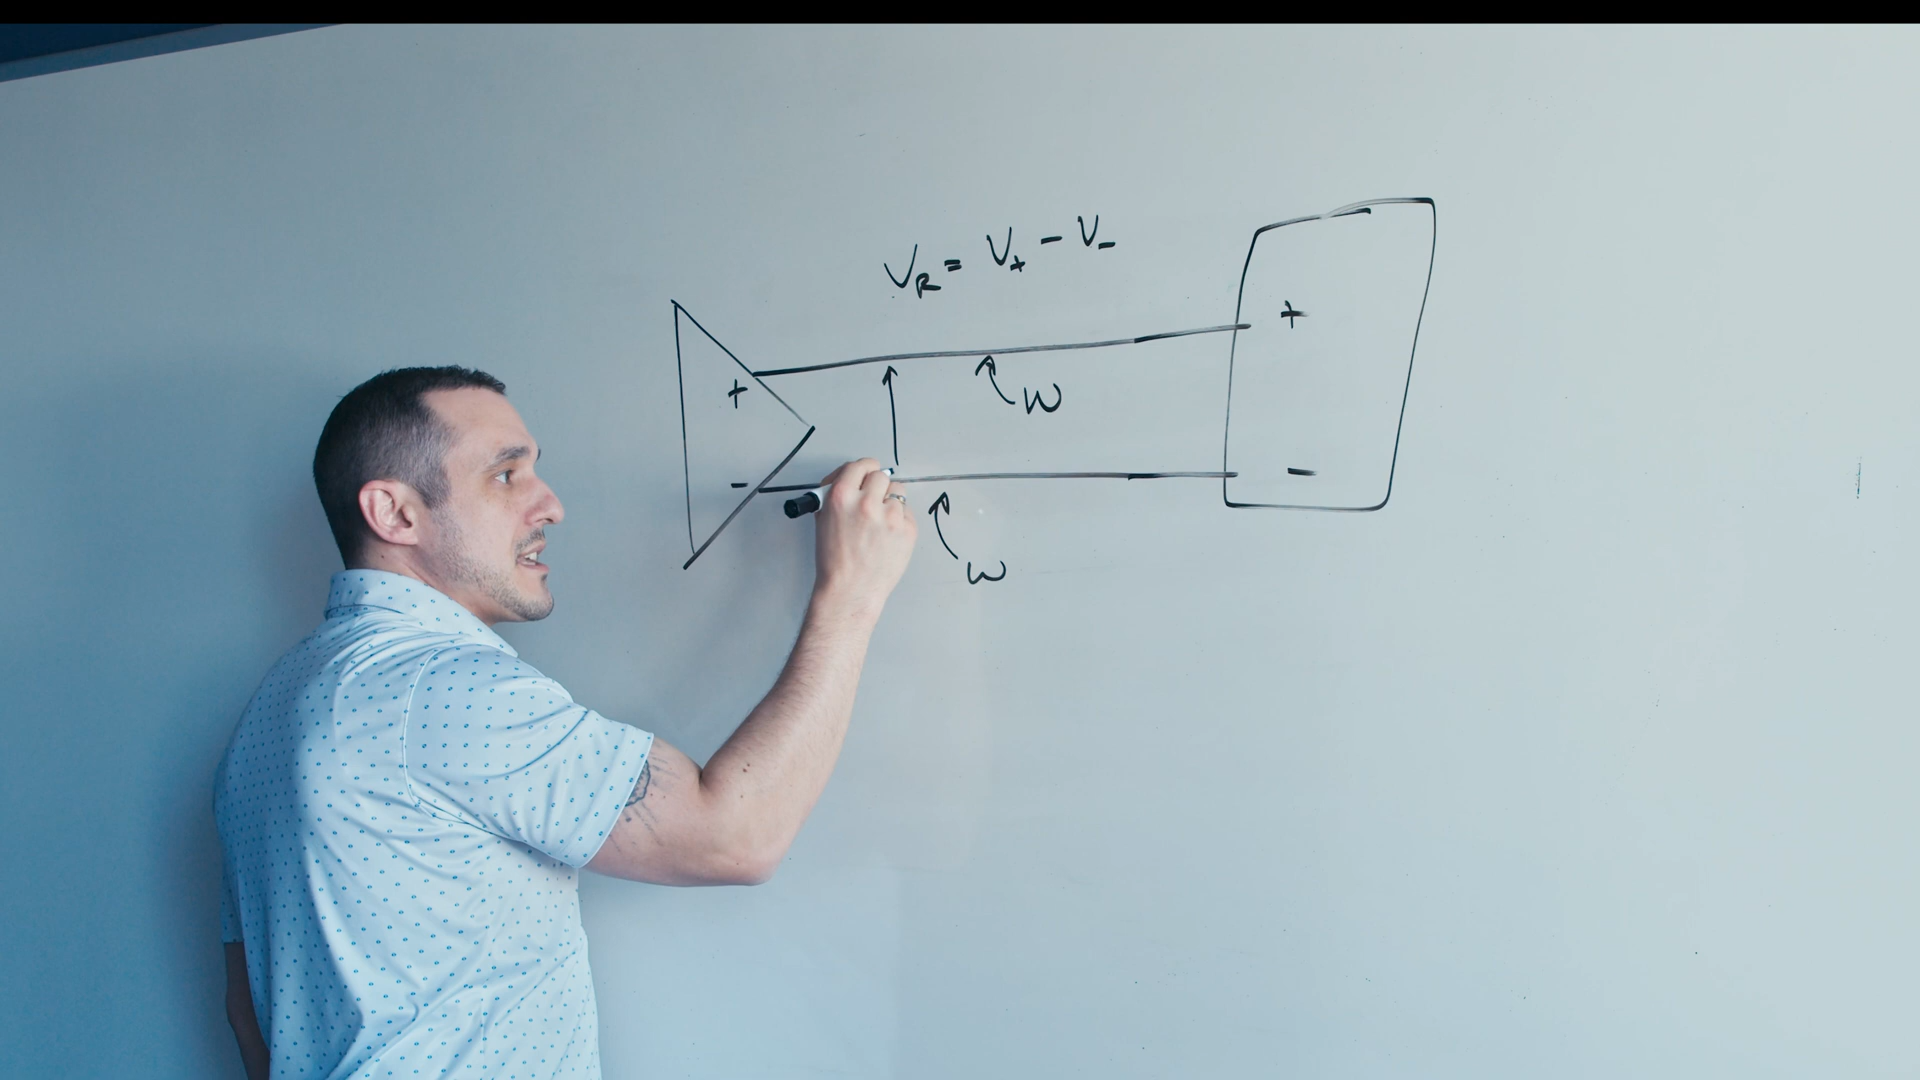 V_R = V_+ - V_-
+
+
W
-
-
W